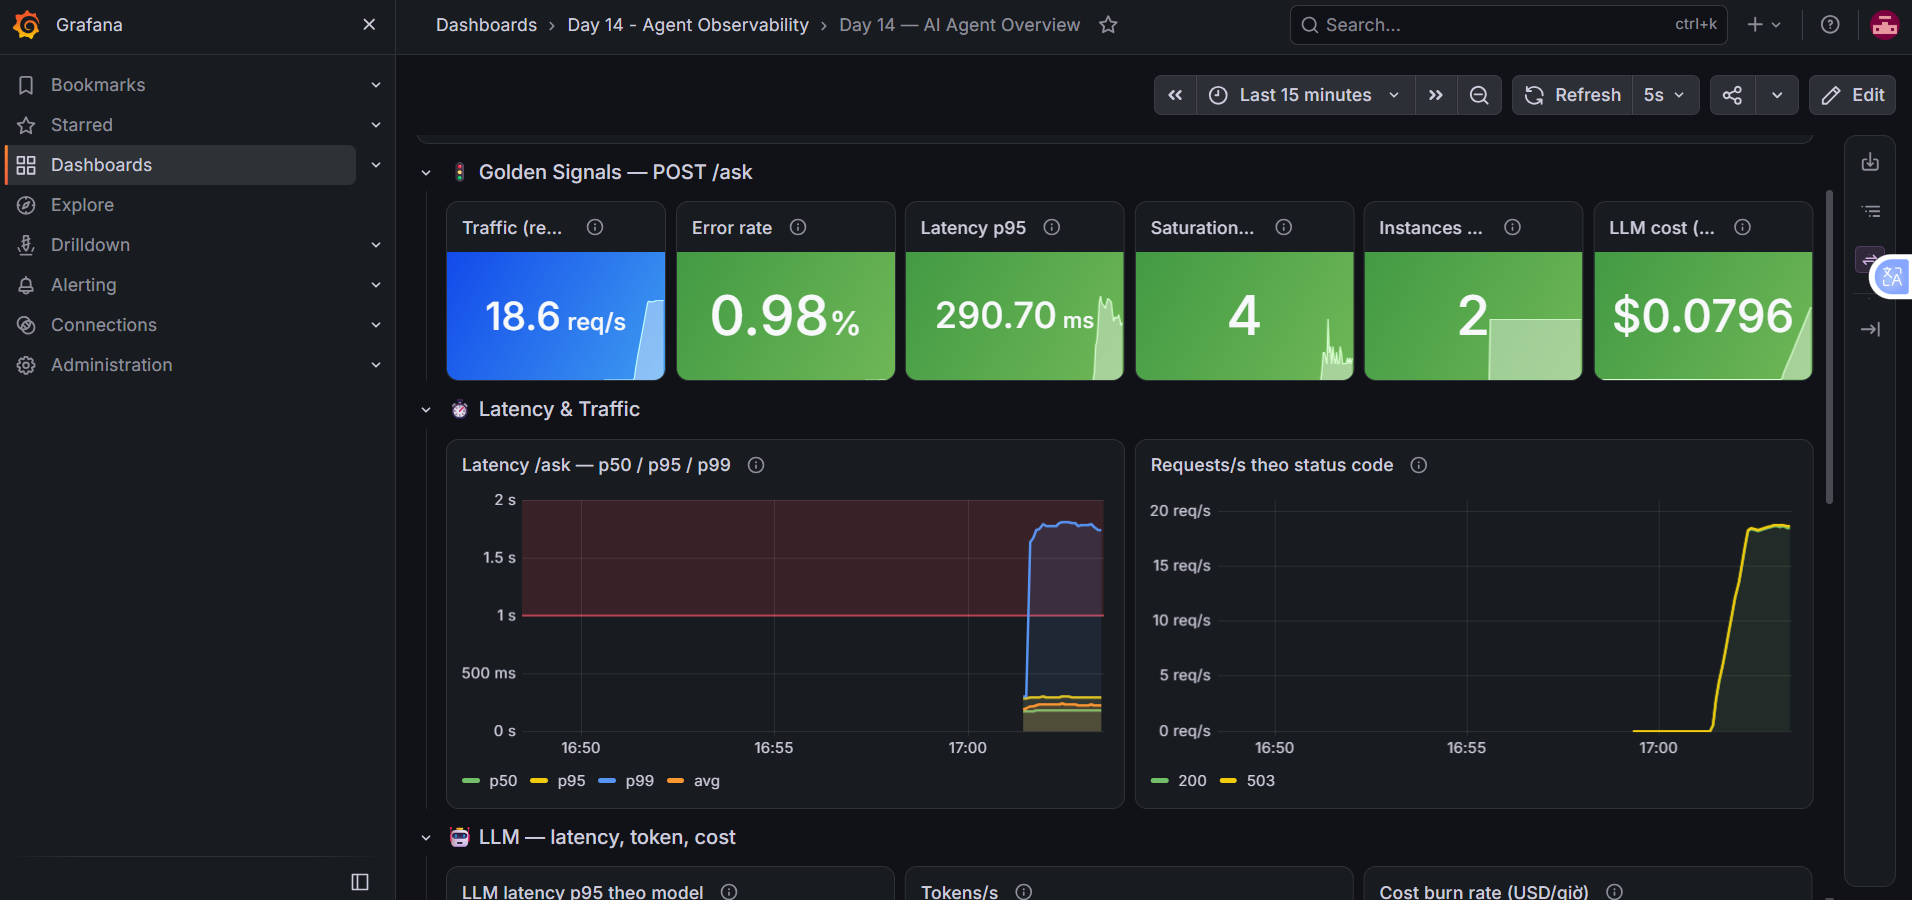 Grafana
Dashboards › Day 14 - Agent Observability › Day 14 — AI Agent Overview
Search...
ctrl+k
Bookmarks
Starred
Dashboards
Explore
Drilldown
Alerting
Connections
Administration
Last 15 minutes
Refresh
5s
Edit
Golden Signals — POST /ask
Traffic (re...
18.6 req/s
Error rate
0.98%
Latency p95
290.70 ms
Saturation...
4
Instances ...
2
LLM cost (...
$0.0796
Latency & Traffic
Latency /ask — p50 / p95 / p99
2 s
1.5 s
1 s
500 ms
0 s
16:50
16:55
17:00
p50
p95
p99
avg
Requests/s theo status code
20 req/s
15 req/s
10 req/s
5 req/s
0 req/s
16:50
16:55
17:00
200
503
LLM — latency, token, cost
LLM latency p95 theo model
Tokens/s
Cost burn rate (USD/giờ)